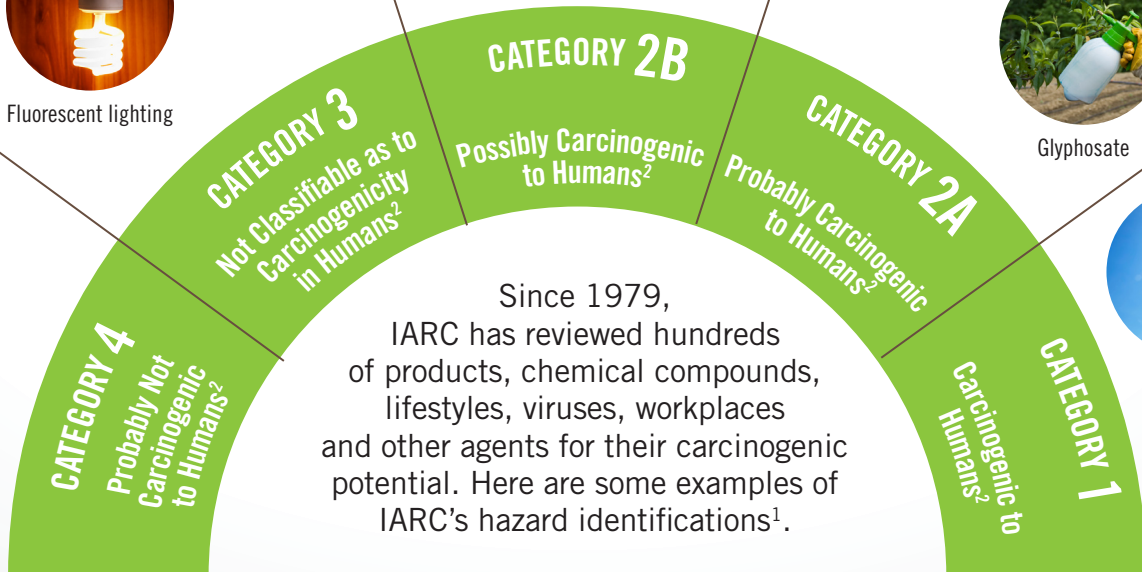 Fluorescent lighting
CATEGORY 4
Probably Not
Carcinogenic
to Humans²
CATEGORY 3
Not Classifiable as to
Carcinogenicity
in Humans²
CATEGORY 2B
Possibly Carcinogenic
to Humans²
CATEGORY 2A
Probably Carcinogenic
to Humans²
Glyphosate
CATEGORY 1
Carcinogenic to
Humans²
Since 1979,
IARC has reviewed hundreds
of products, chemical compounds,
lifestyles, viruses, workplaces
and other agents for their carcinogenic
potential. Here are some examples of
IARC's hazard identifications¹.